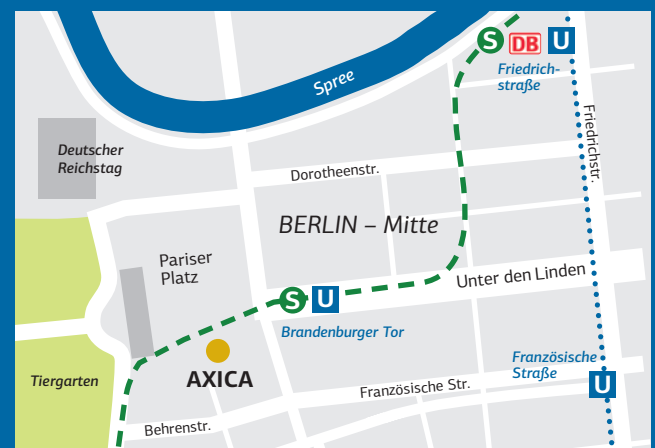 S DB U
Friedrich-
straße
Spree
Friedrichstr.
Deutscher
Reichstag
Dorotheenstr.
BERLIN – Mitte
Pariser
Platz
Unter den Linden
S U
Brandenburger Tor
Französische
Straße
U
Tiergarten
AXICA
Französische Str.
Behrenstr.